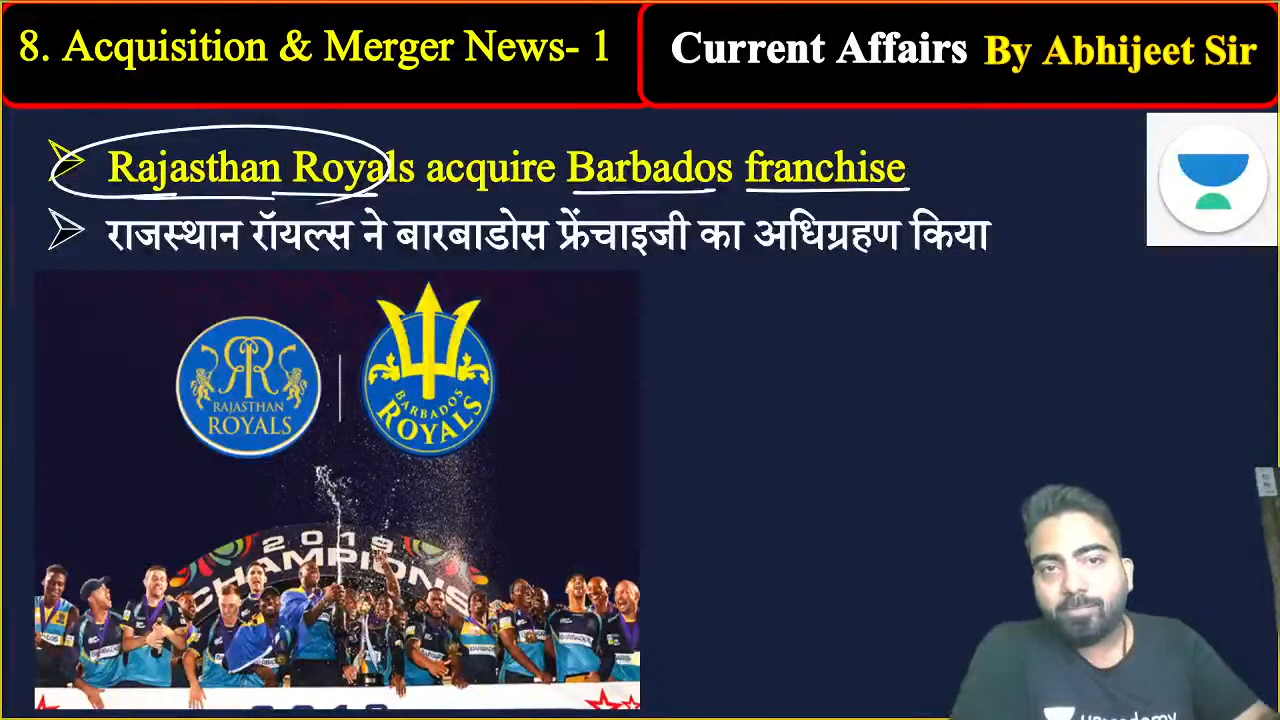 8. Acquisition & Merger News- 1
Current Affairs By Abhijeet Sir
Rajasthan Royals acquire Barbados franchise
राजस्थान रॉयल्स ने बारबाडोस फ्रेंचाइजी का अधिग्रहण किया
RR
RAJASTHAN
ROYALS
BARBADOS
ROYALS
2019
CHAMPIONS